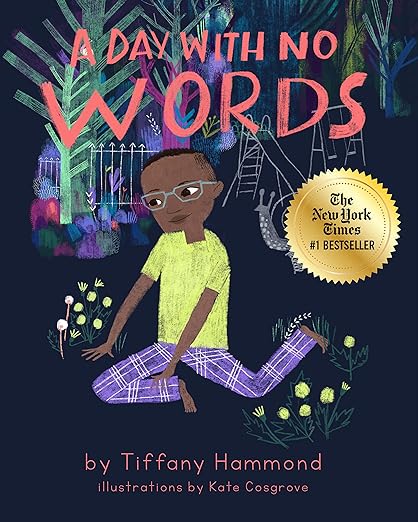 A DAY WITH NO
WORDS
The
New York
Times
#1 BESTSELLER
by Tiffany Hammond
illustrations by Kate Cosgrove